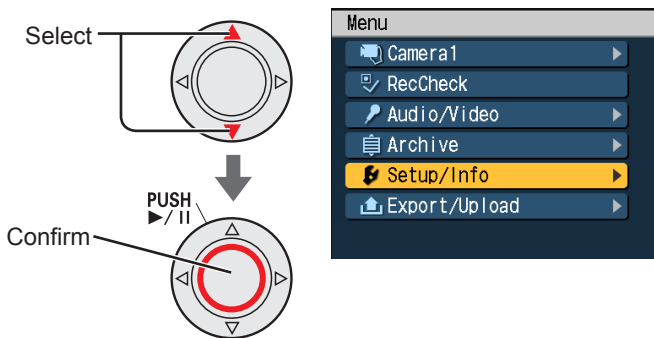 Select
PUSH
▶/II
Confirm
Menu
Camera1
RecCheck
Audio/Video
Archive
Setup/Info
Export/Upload